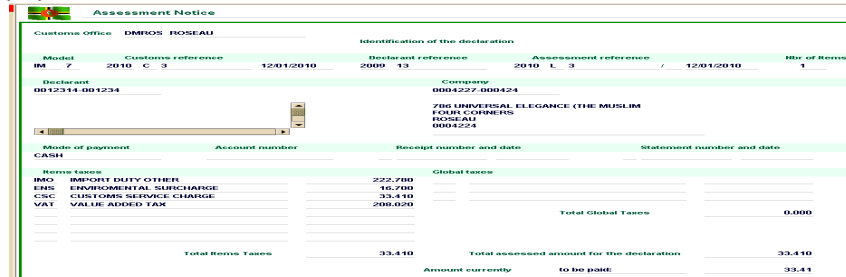 Assessment Notice
Customs Office DMROS ROSEAU
Identification of the declaration
Model Customs reference Declarant reference Assessment reference Nbr of Items
IM 7 2010 C 3 12/01/2010 2009 13 2010 L 3 / 12/01/2010 1
Declarant Company
0012314-001234 0004227-000424
786 UNIVERSAL ELEGANCE (THE MUSLIM
FOUR CORNERS
ROSEAU
0004224
Mode of payment Account number Receipt number and date Statement number and date
CASH
Items taxes Global taxes
IMO IMPORT DUTY OTHER 222.780
ENS ENVIROMENTAL SURCHARGE 16.700
CSC CUSTOMS SERVICE CHARGE 33.410
VAT VALUE ADDED TAX 208.020
Total Global Taxes 0.000
Total Items Taxes 33.410 Total assessed amount for the declaration 33.410
Amount currently to be paid: 33.41